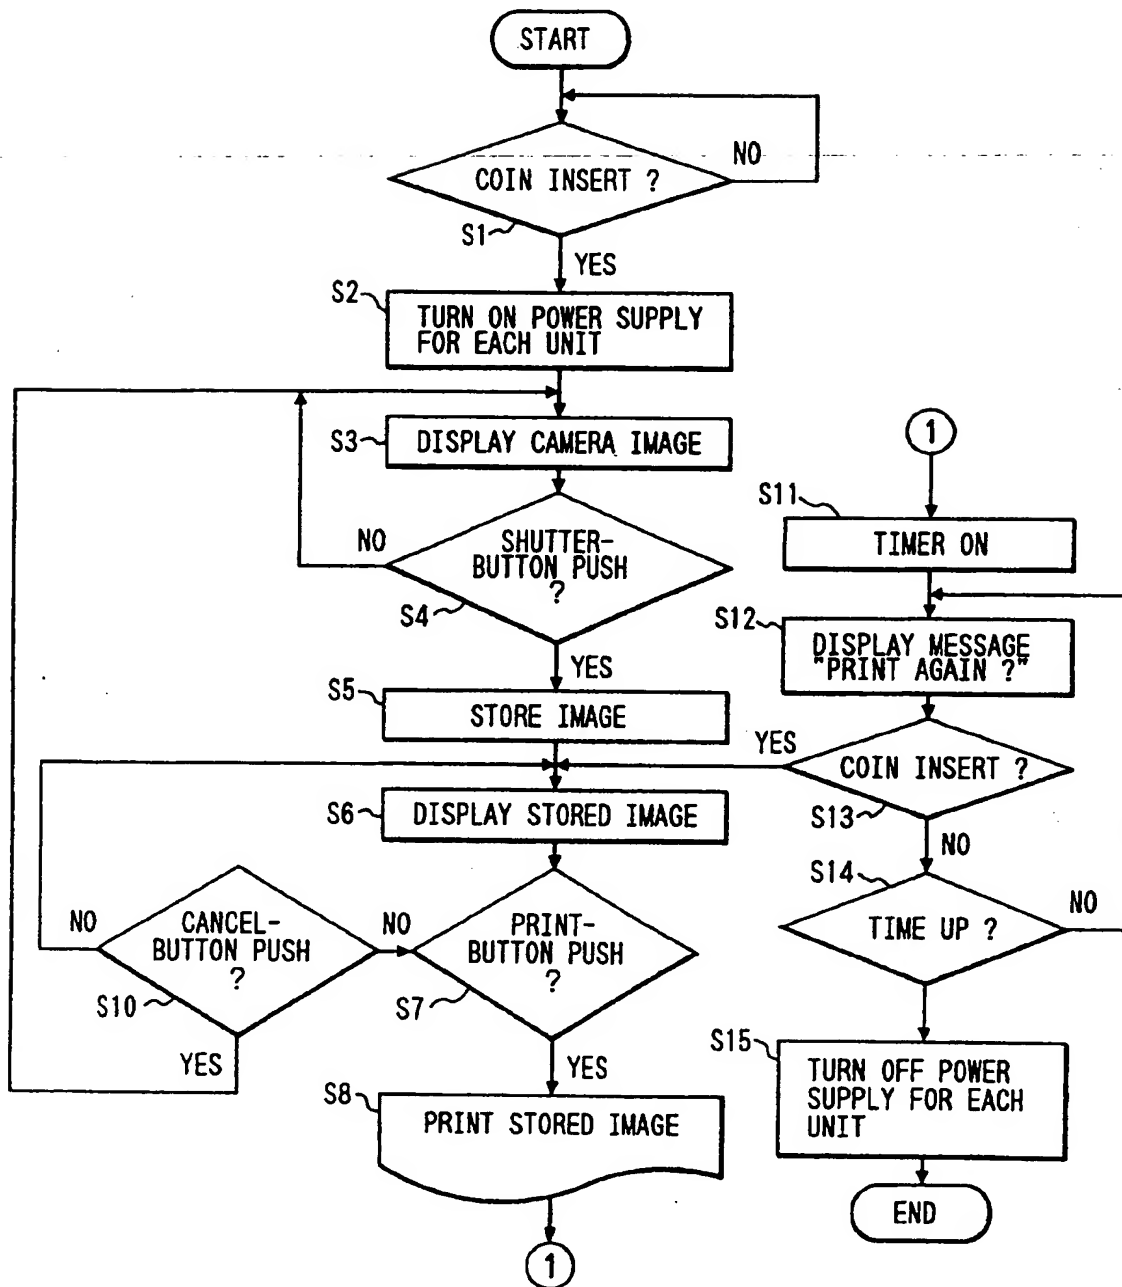 START
COIN INSERT ?
NO
S1
YES
S2
TURN ON POWER SUPPLY
FOR EACH UNIT
S3
DISPLAY CAMERA IMAGE
NO
SHUTTER-
BUTTON PUSH
?
S4
YES
S5
STORE IMAGE
S6
DISPLAY STORED IMAGE
NO
CANCEL-
BUTTON PUSH
?
S10
YES
NO
PRINT-
BUTTON PUSH
?
S7
YES
S8
PRINT STORED IMAGE
1
1
S11
TIMER ON
S12
DISPLAY MESSAGE
"PRINT AGAIN ?"
YES
COIN INSERT ?
S13
NO
S14
TIME UP ?
NO
S15
TURN OFF POWER
SUPPLY FOR EACH
UNIT
END